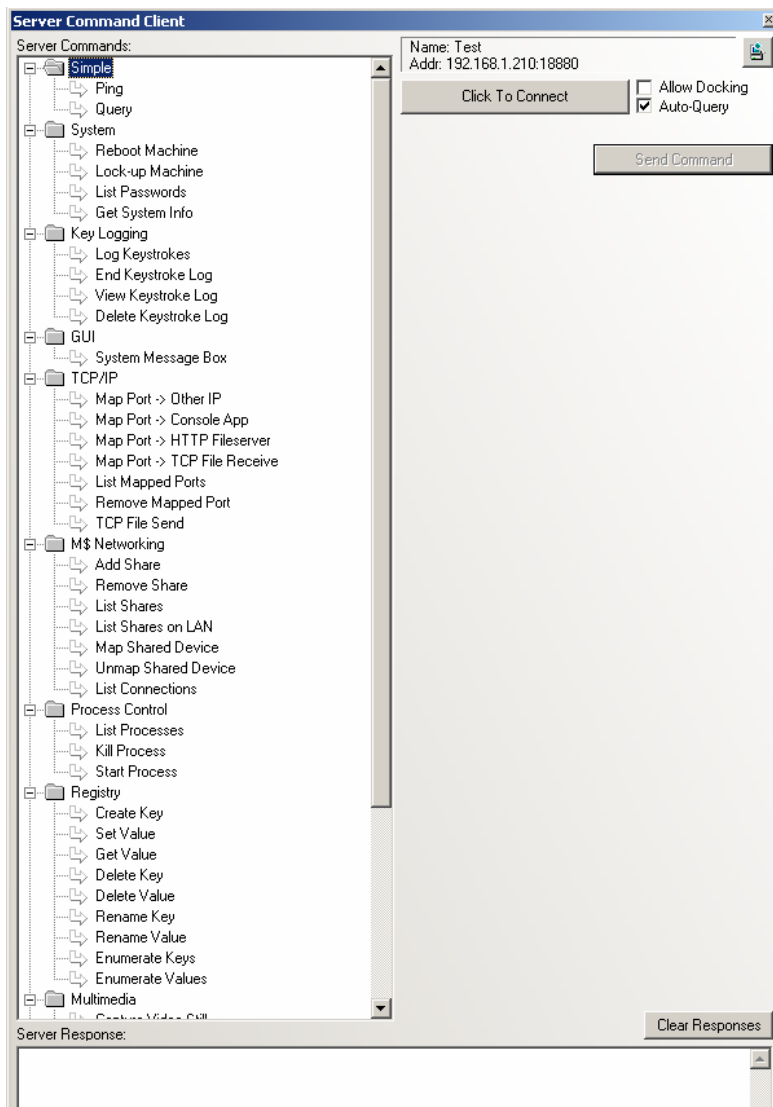 Server Command Client
Server Commands:
Simple
Ping
Query
System
Reboot Machine
Lock-up Machine
List Passwords
Get System Info
Key Logging
Log Keystrokes
End Keystroke Log
View Keystroke Log
Delete Keystroke Log
GUI
System Message Box
TCP/IP
Map Port -> Other IP
Map Port -> Console App
Map Port -> HTTP Fileserver
Map Port -> TCP File Receive
List Mapped Ports
Remove Mapped Port
TCP File Send
M$ Networking
Add Share
Remove Share
List Shares
List Shares on LAN
Map Shared Device
Unmap Shared Device
List Connections
Process Control
List Processes
Kill Process
Start Process
Registry
Create Key
Set Value
Get Value
Delete Key
Delete Value
Rename Key
Rename Value
Enumerate Keys
Enumerate Values
Multimedia
Capture Video Still
Name: Test
Addr: 192.168.1.210:18880
Click To Connect
Allow Docking
Auto-Query
Send Command
Clear Responses
Server Response: